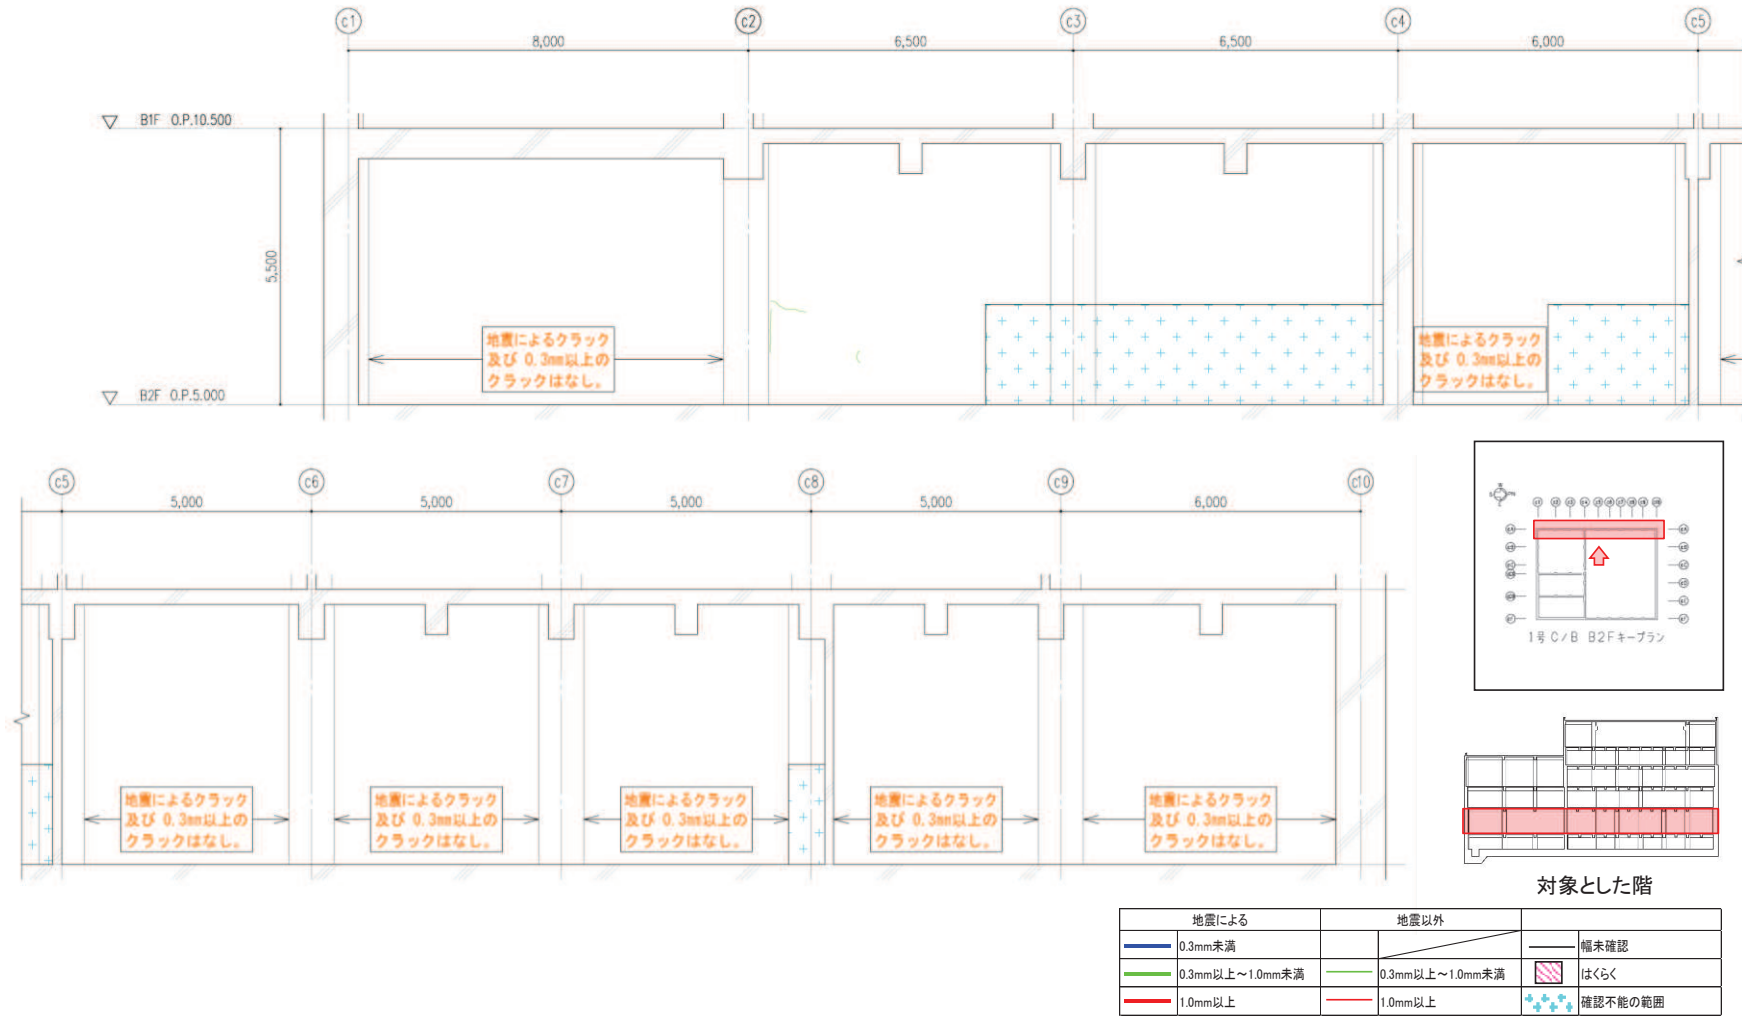 c1 c2 c3 c4 c5
8,000 6,500 6,500 6,000
B1F O.P.10.500
5,500
地震によるクラック
及び 0.3mm以上の
クラックはなし。
地震によるクラック
及び 0.3mm以上の
クラックはなし。
B2F O.P.5.000
c5 c6 c7 c8 c9 c10
5,000 5,000 5,000 5,000 6,000
地震によるクラック
及び 0.3mm以上の
クラックはなし。
地震によるクラック
及び 0.3mm以上の
クラックはなし。
地震によるクラック
及び 0.3mm以上の
クラックはなし。
地震によるクラック
及び 0.3mm以上の
クラックはなし。
地震によるクラック
及び 0.3mm以上の
クラックはなし。
1号 C/B B2Fキープラン
対象とした階
地震による 地震以外
0.3mm未満 幅未確認
0.3mm以上～1.0mm未満 0.3mm以上～1.0mm未満 はくらく
1.0mm以上 1.0mm以上 確認不能の範囲